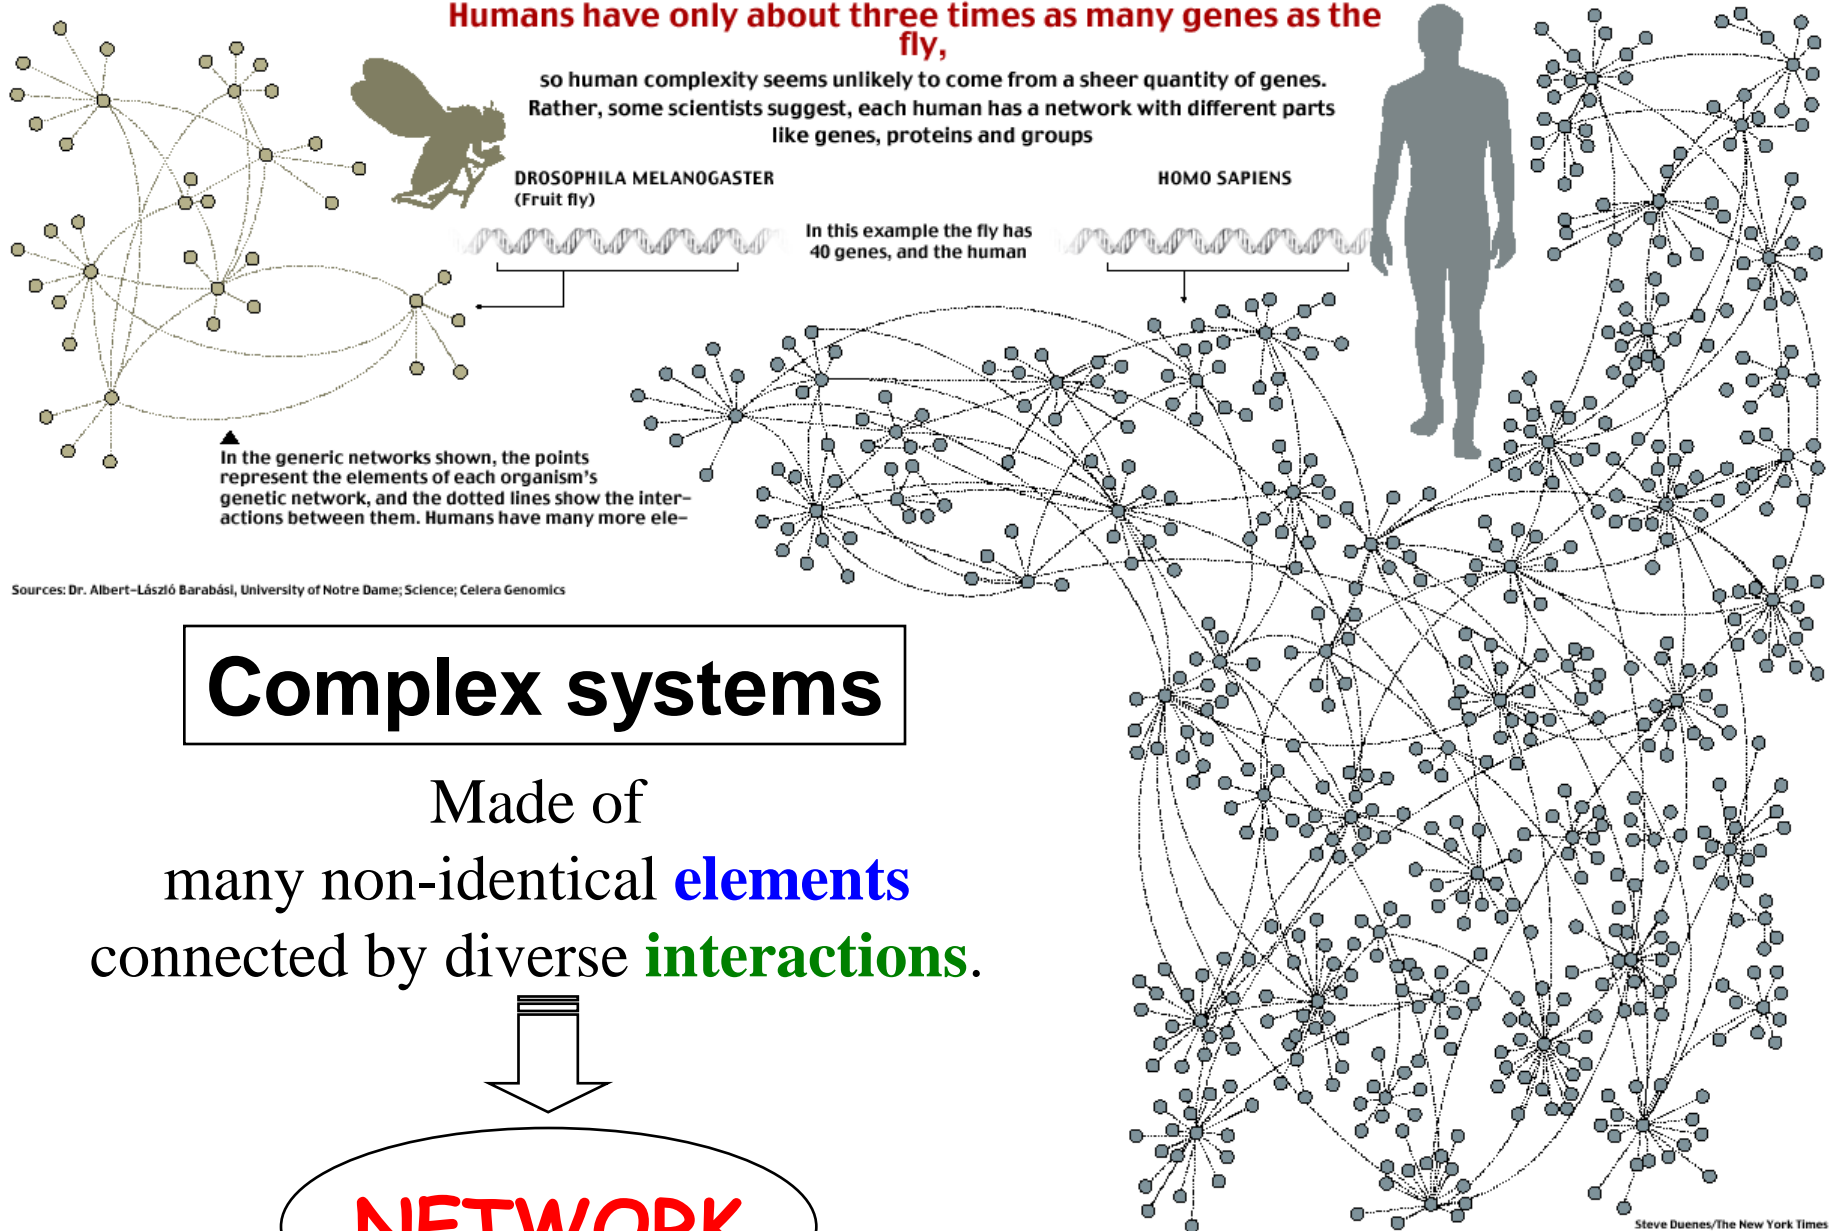 Humans have only about three times as many genes as the
fly,
so human complexity seems unlikely to come from a sheer quantity of genes.
Rather, some scientists suggest, each human has a network with different parts
like genes, proteins and groups
DROSOPHILA MELANOGASTER
(Fruit fly)
HOMO SAPIENS
In this example the fly has
40 genes, and the human
In the generic networks shown, the points
represent the elements of each organism's
genetic network, and the dotted lines show the inter-
actions between them. Humans have many more ele-
Sources: Dr. Albert-László Barabási, University of Notre Dame; Science; Celera Genomics
Complex systems
Made of
many non-identical elements
connected by diverse interactions.
NETWORK
Steve Duenes/The New York Times